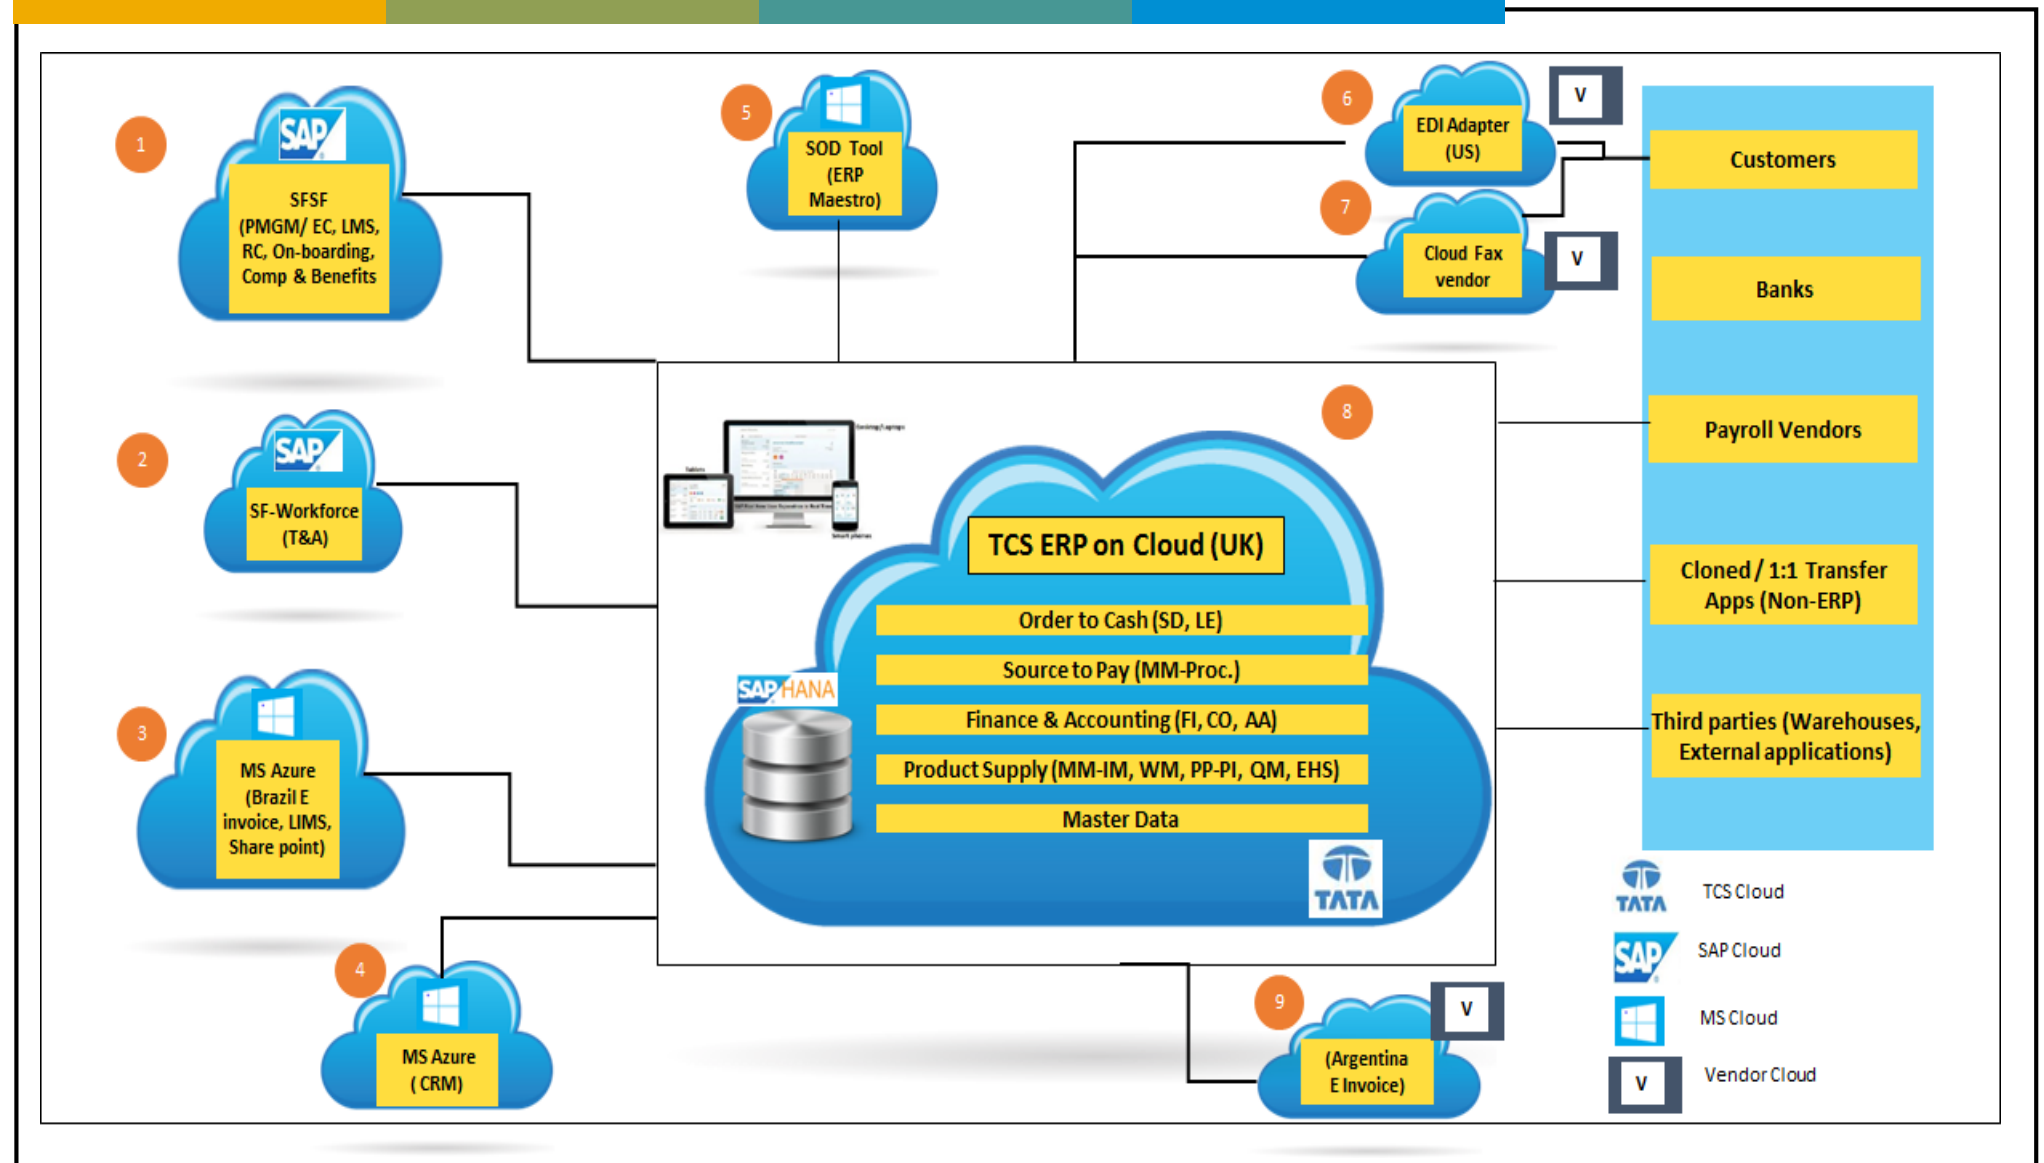 1
SAP
SFSF
(PMGM/ EC, LMS,
RC, On-boarding,
Comp & Benefits
2
SAP
SF-Workforce
(T&A)
3
MS Azure
(Brazil E
invoice, LIMS,
Share point)
4
MS Azure
( CRM)
5
SOD Tool
(ERP
Maestro)
6
EDI Adapter
(US)
V
7
Cloud Fax
vendor
V
8
Tablets
Smart phones
TCS ERP on Cloud (UK)
Order to Cash (SD, LE)
Source to Pay (MM-Proc.)
Finance & Accounting (FI, CO, AA)
Product Supply (MM-IM, WM, PP-PI, QM, EHS)
Master Data
SAP HANA
TATA
9
(Argentina
E Invoice)
V
Customers
Banks
Payroll Vendors
Cloned / 1:1 Transfer
Apps (Non-ERP)
Third parties (Warehouses,
External applications)
TATA
TCS Cloud
SAP
SAP Cloud
MS Cloud
V
Vendor Cloud